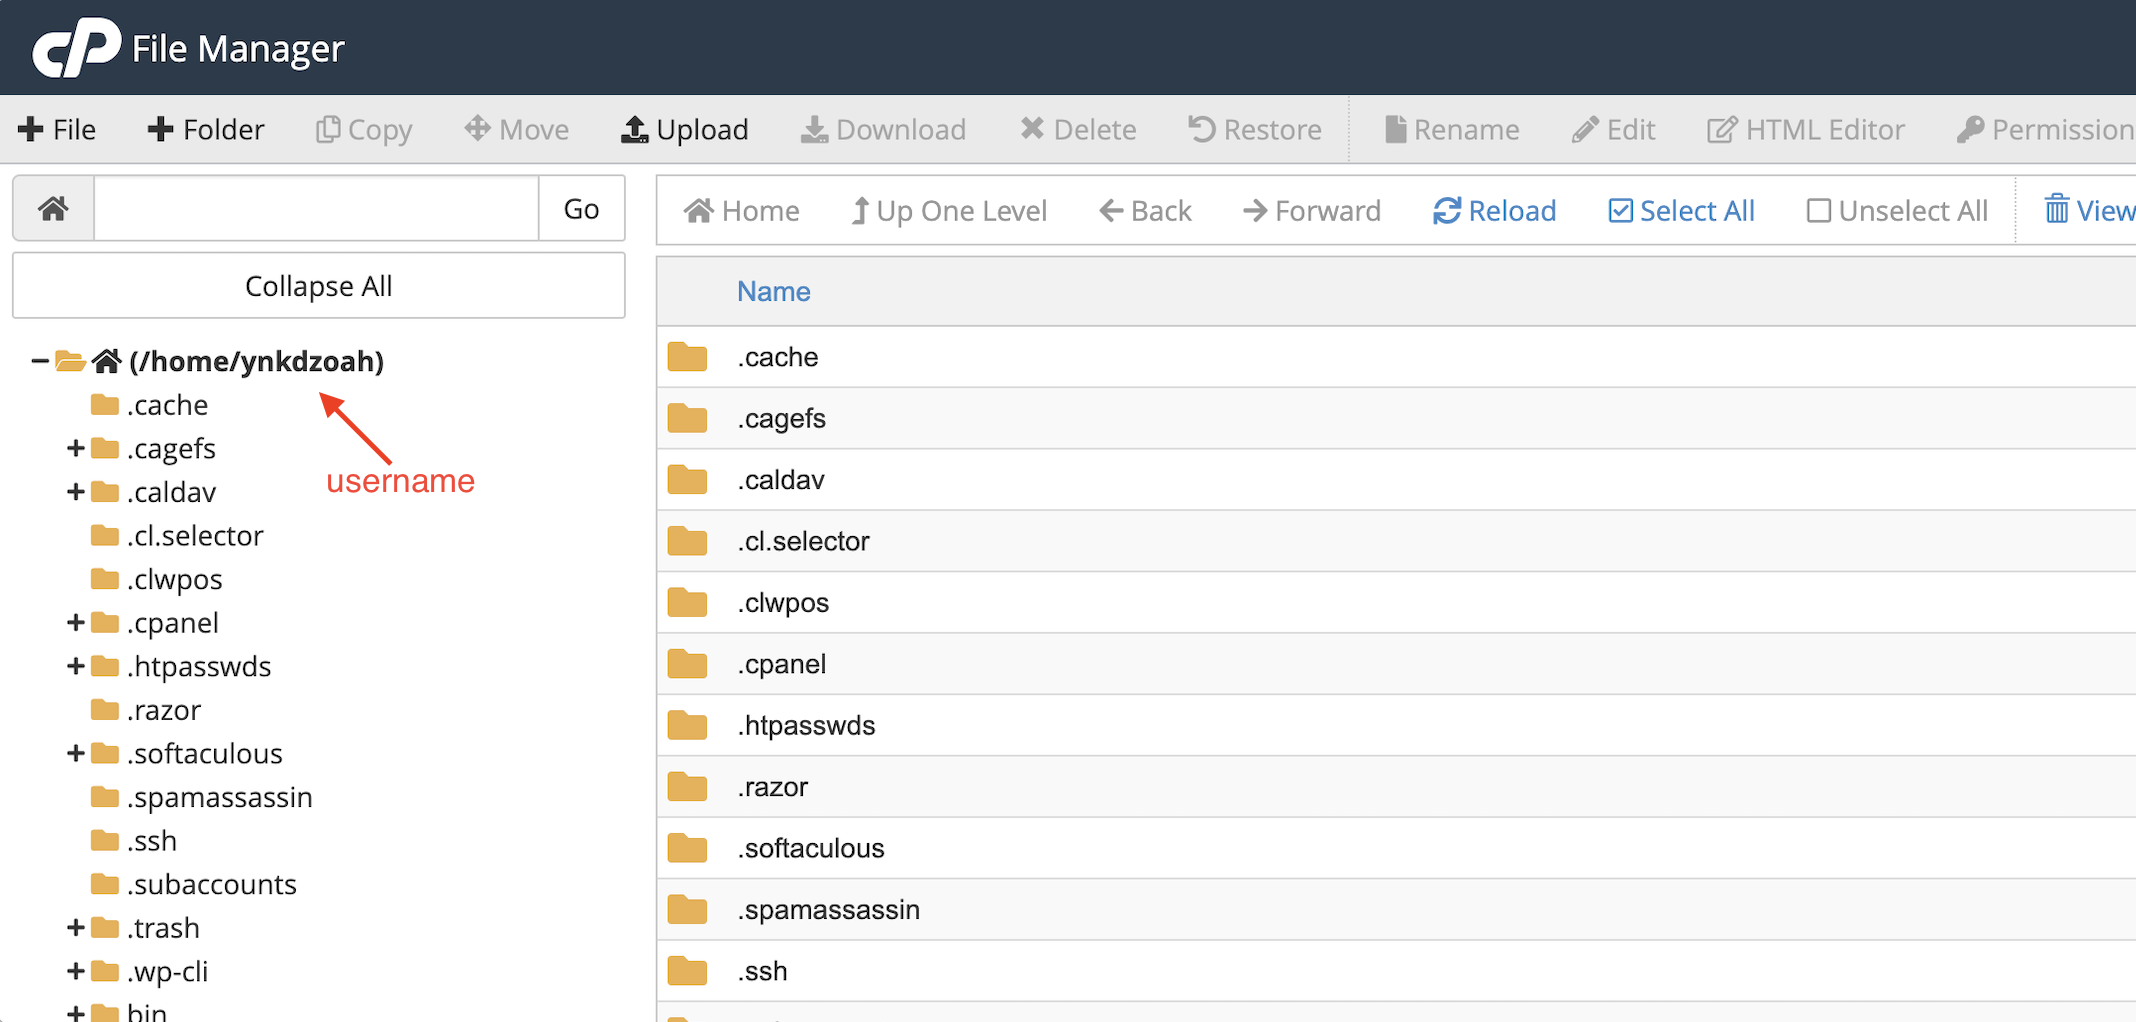 cP File Manager
File Folder Copy Move Upload Download Delete Restore Rename Edit HTML Editor Permission
Go
Home Up One Level Back Forward Reload Select All Unselect All View
Collapse All
Name
(/home/ynkdzoah)
username
.cache
.cagefs
.caldav
.cl.selector
.clwpos
.cpanel
.htpasswds
.razor
.softaculous
.spamassassin
.ssh
.subaccounts
.trash
.wp-cli
bin
.cache
.cagefs
.caldav
.cl.selector
.clwpos
.cpanel
.htpasswds
.razor
.softaculous
.spamassassin
.ssh